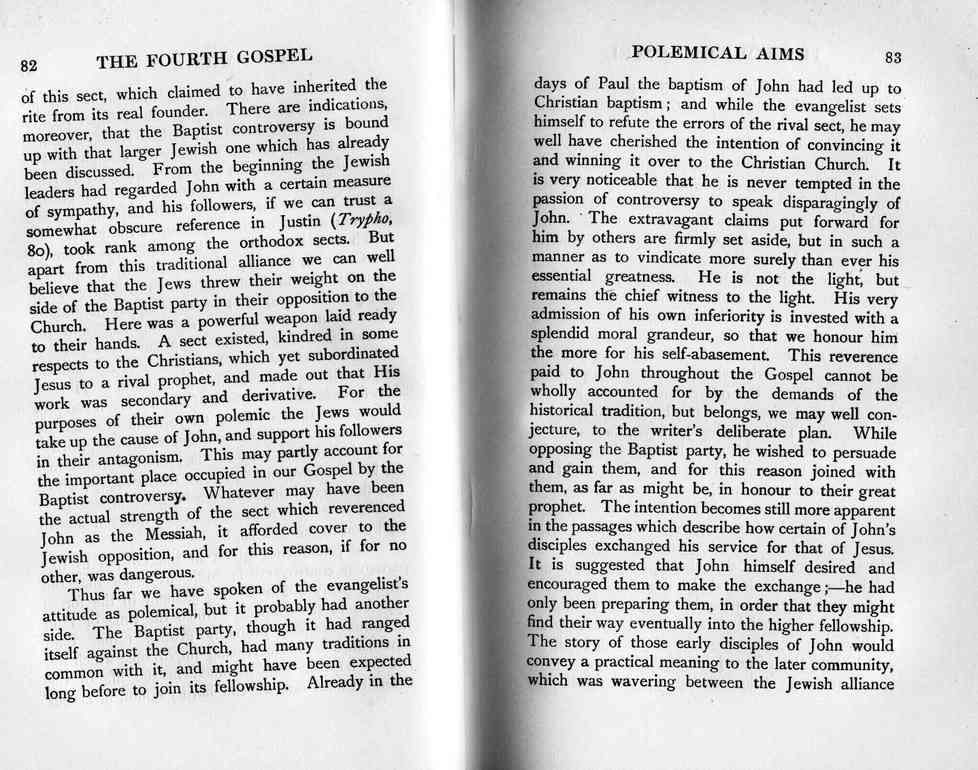 82 THE FOURTH GOSPEL
of this sect, which claimed to have inherited the
rite from its real founder. There are indications,
moreover, that the Baptist controversy is bound
up with that larger Jewish one which has already
been discussed. From the beginning the Jewish
leaders had regarded John with a certain measure
of sympathy, and his followers, if we can trust a
somewhat obscure reference in Justin (Trypho,
80), took rank among the orthodox sects. But
apart from this traditional alliance we can well
believe that the Jews threw their weight on the
side of the Baptist party in their opposition to the
Church. Here was a powerful weapon laid ready
to their hands. A sect existed, kindred in some
respects to the Christians, which yet subordinated
Jesus to a rival prophet, and made out that His
work was secondary and derivative. For the
purposes of their own polemic the Jews would
take up the cause of John, and support his followers
in their antagonism. This may partly account for
the important place occupied in our Gospel by the
Baptist controversy. Whatever may have been
the actual strength of the sect which reverenced
John as the Messiah, it afforded cover to the
Jewish opposition, and for this reason, if for no
other, was dangerous.
Thus far we have spoken of the evangelist's
attitude as polemical, but it probably had another
side. The Baptist party, though it had ranged
itself against the Church, had many traditions in
common with it, and might have been expected
long before to join its fellowship. Already in the
POLEMICAL AIMS 83
days of Paul the baptism of John had led up to
Christian baptism; and while the evangelist sets
himself to refute the errors of the rival sect, he may
well have cherished the intention of convincing it
and winning it over to the Christian Church. It
is very noticeable that he is never tempted in the
passion of controversy to speak disparagingly of
John. The extravagant claims put forward for
him by others are firmly set aside, but in such a
manner as to vindicate more surely than ever his
essential greatness. He is not the light, but
remains the chief witness to the light. His very
admission of his own inferiority is invested with a
splendid moral grandeur, so that we honour him
the more for his self-abasement. This reverence
paid to John throughout the Gospel cannot be
wholly accounted for by the demands of the
historical tradition, but belongs, we may well con-
jecture, to the writer's deliberate plan. While
opposing the Baptist party, he wished to persuade
and gain them, and for this reason joined with
them, as far as might be, in honour to their great
prophet. The intention becomes still more apparent
in the passages which describe how certain of John's
disciples exchanged his service for that of Jesus.
It is suggested that John himself desired and
encouraged them to make the exchange;—he had
only been preparing them, in order that they might
find their way eventually into the higher fellowship.
The story of those early disciples of John would
convey a practical meaning to the later community,
which was wavering between the Jewish alliance